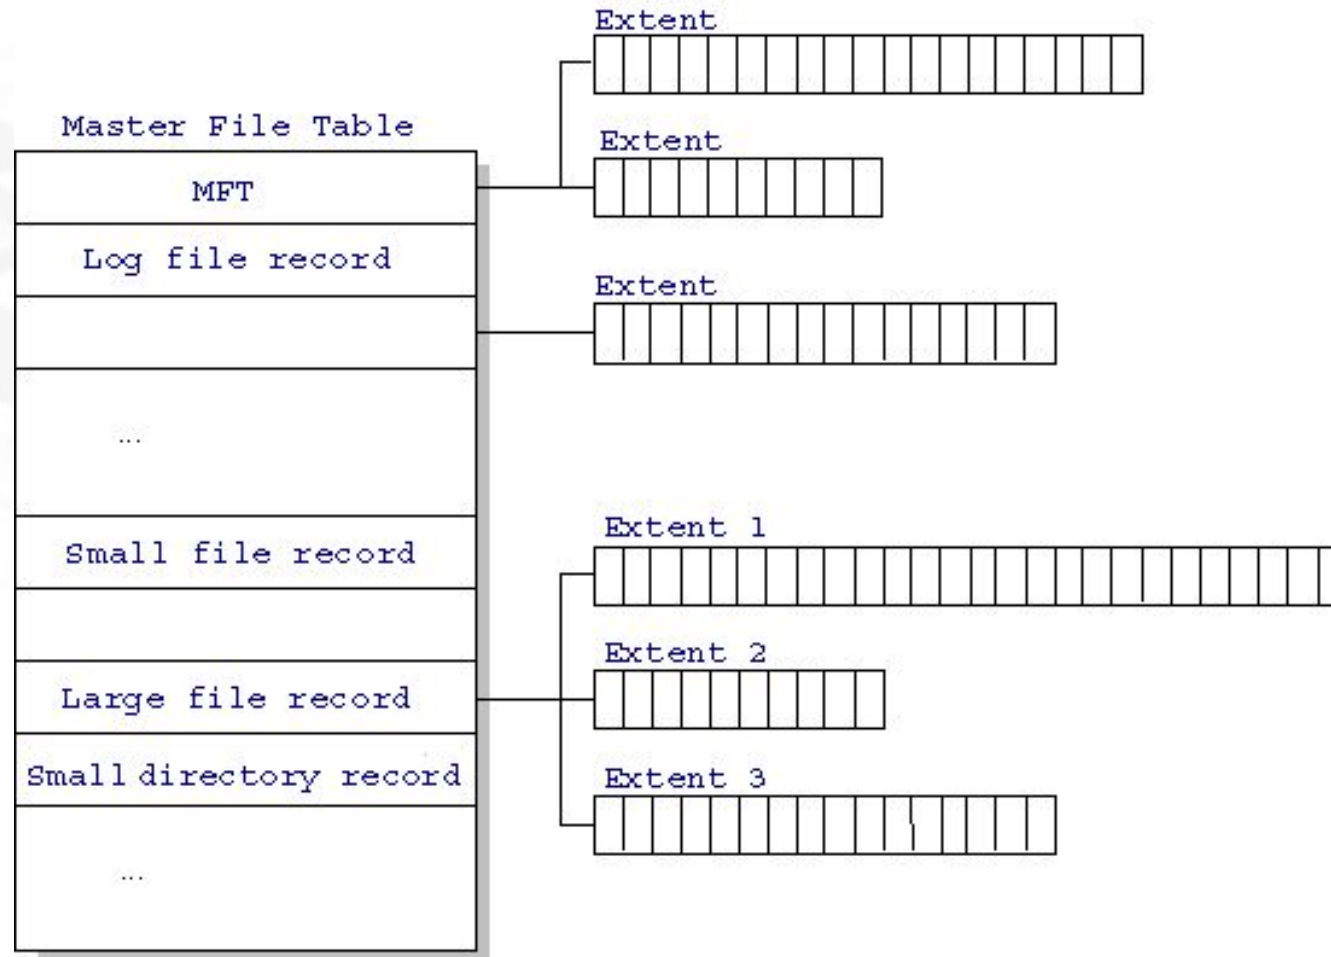 Extent
Master File Table
Extent
MFT
Log file record
Extent
...
Small file record
Extent 1
Large file record
Extent 2
Small directory record
Extent 3
...